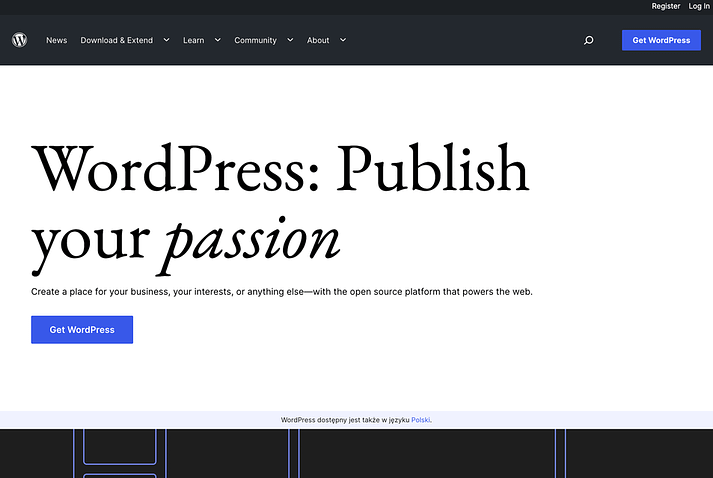 Register Log In
News Download & Extend Learn Community About Get WordPress
WordPress: Publish
your passion
Create a place for your business, your interests, or anything else—with the open source platform that powers the web.
Get WordPress
WordPress dostępny jest także w języku Polski.